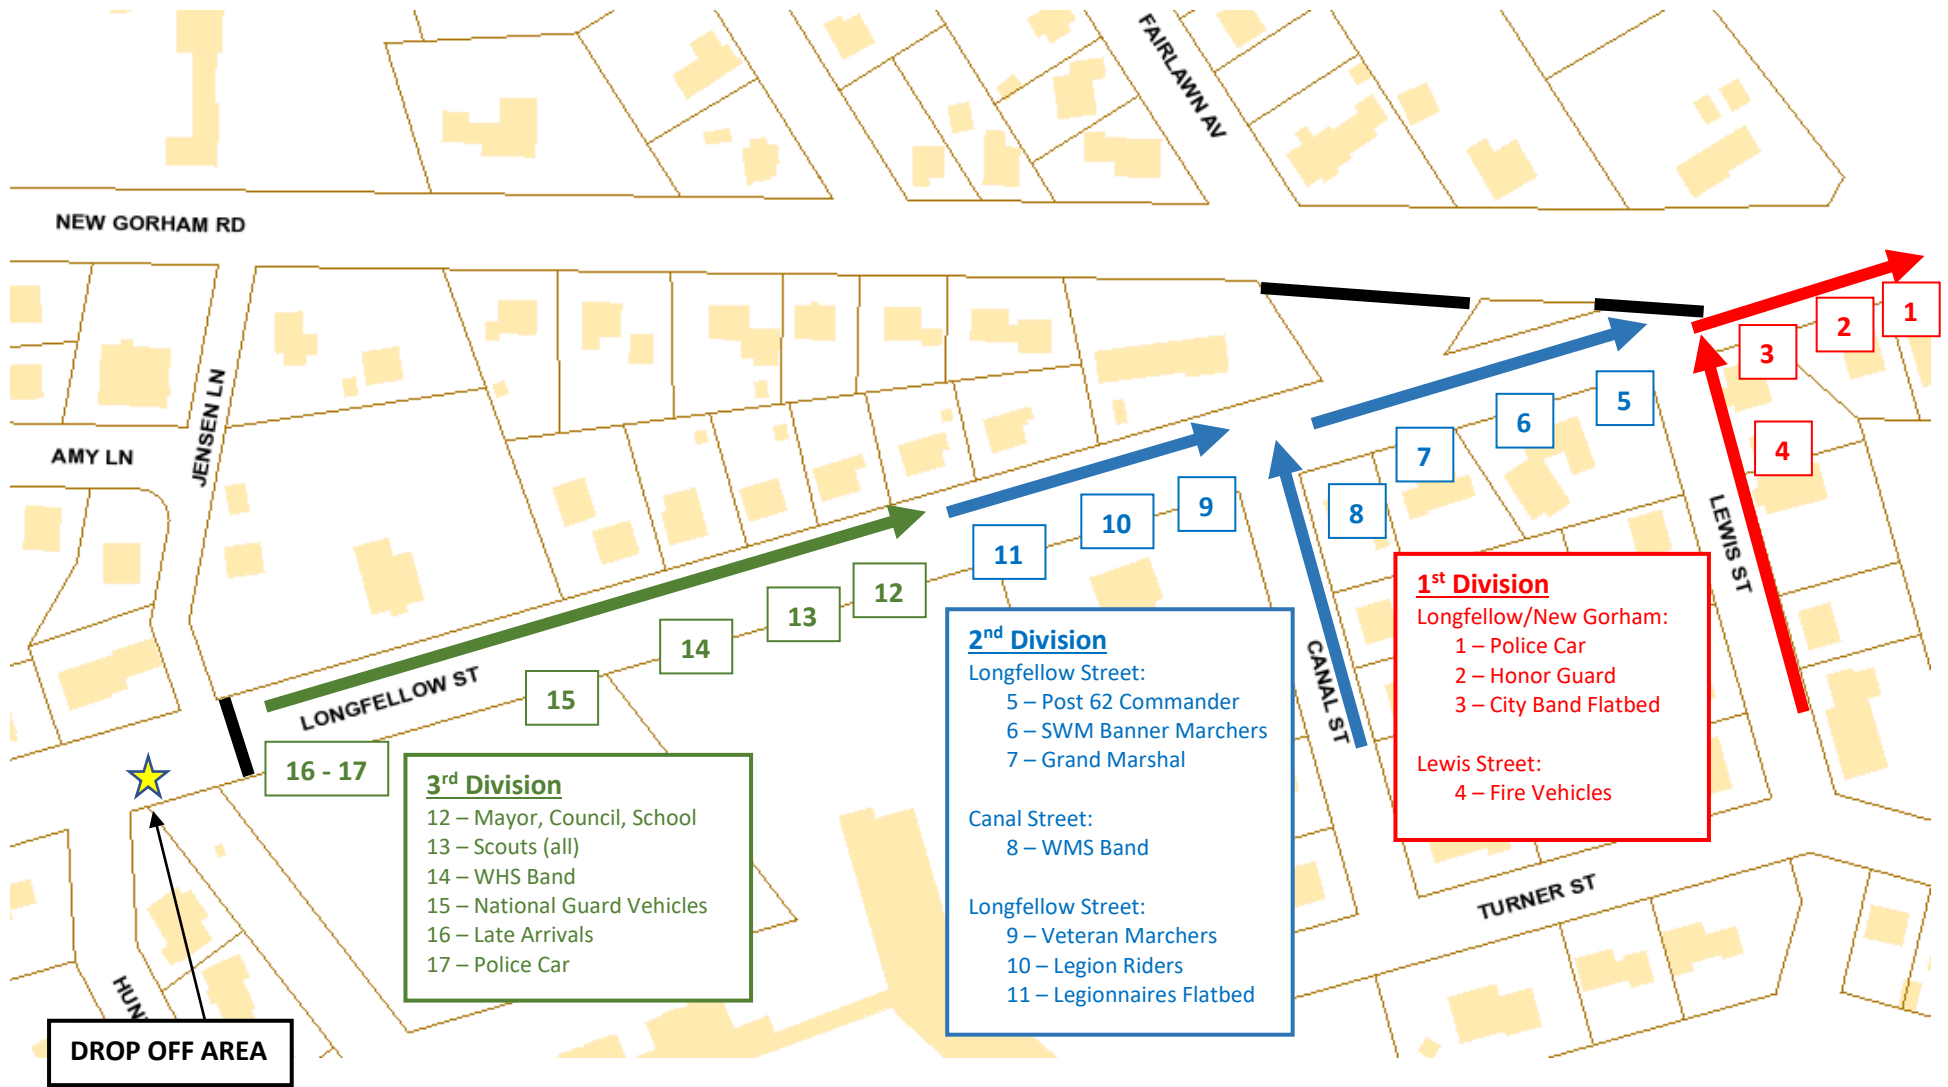 FAIRLAWN AV
NEW GORHAM RD
JENSEN LN
AMY LN
LONGFELLOW ST
CANAL ST
LEWIS ST
TURNER ST
1
2
3
4
5
6
7
8
9
10
11
12
13
14
15
16 - 17
1st Division
Longfellow/New Gorham:
1 – Police Car
2 – Honor Guard
3 – City Band Flatbed
Lewis Street:
4 – Fire Vehicles
2nd Division
Longfellow Street:
5 – Post 62 Commander
6 – SWM Banner Marchers
7 – Grand Marshal
Canal Street:
8 – WMS Band
Longfellow Street:
9 – Veteran Marchers
10 – Legion Riders
11 – Legionnaires Flatbed
3rd Division
12 – Mayor, Council, School
13 – Scouts (all)
14 – WHS Band
15 – National Guard Vehicles
16 – Late Arrivals
17 – Police Car
DROP OFF AREA